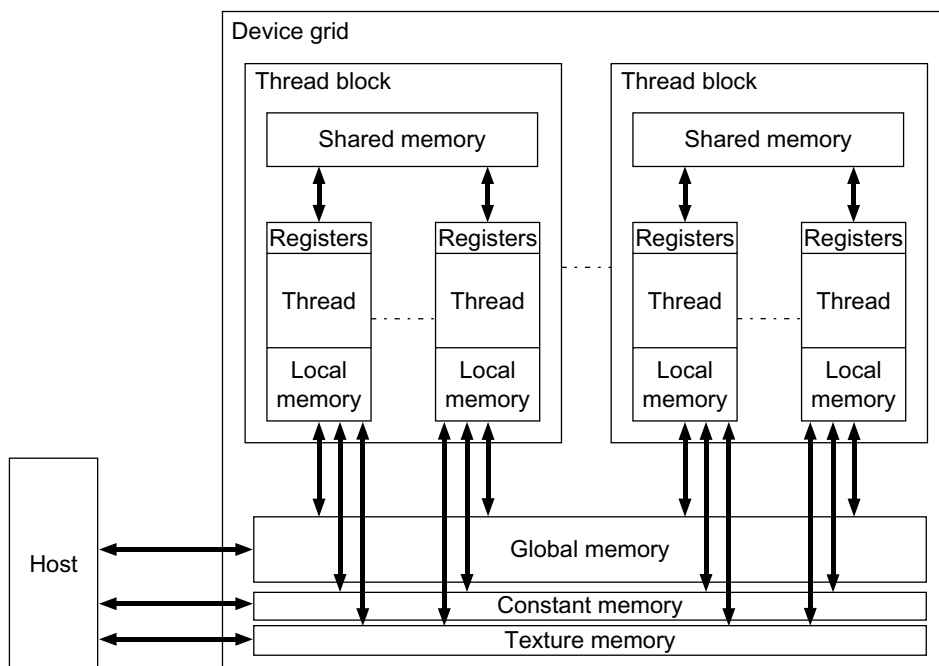 Device grid
Thread block
Thread block
Shared memory
Shared memory
Registers
Registers
Registers
Registers
Thread
Thread
Thread
Thread
Local
memory
Local
memory
Local
memory
Local
memory
Host
Global memory
Constant memory
Texture memory